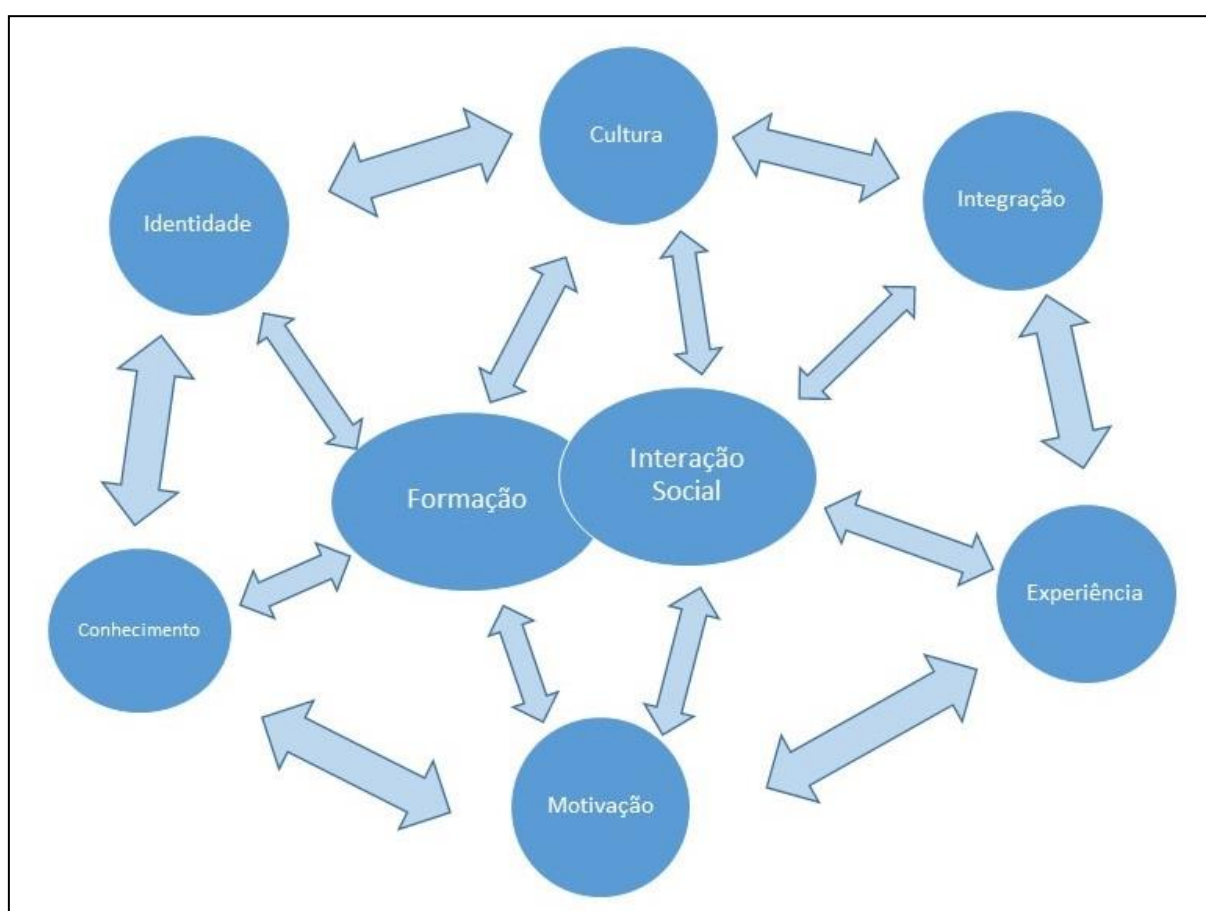 Cultura
Integração
Identidade
Interação
Social
Formação
Experiência
Conhecimento
Motivação